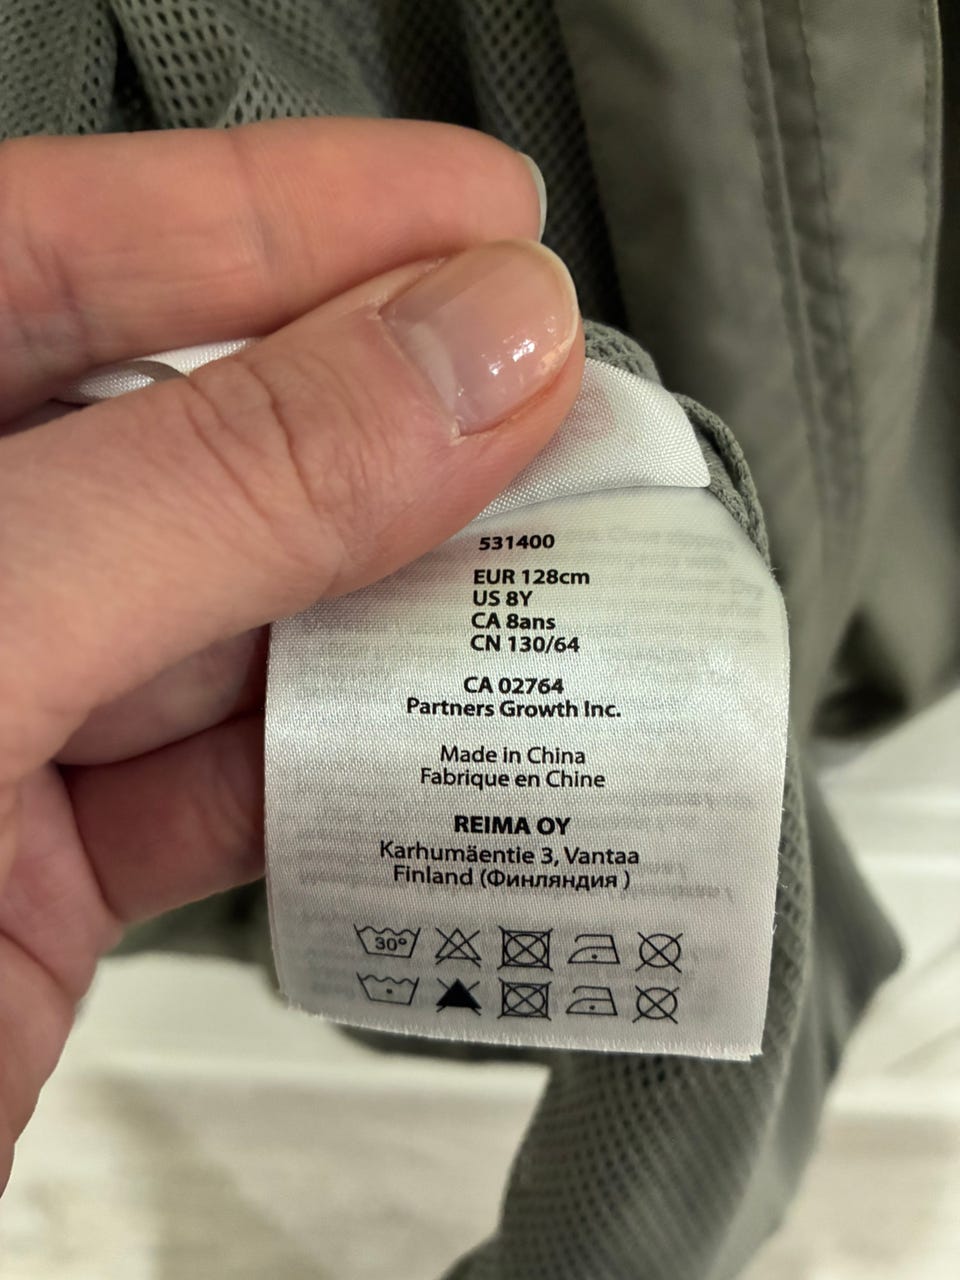 531400
EUR 128cm
US 8Y
CA 8ans
CN 130/64
CA 02764
Partners Growth Inc.
Made in China
Fabrique en Chine
REIMA OY
Karhumäentie 3, Vantaa
Finland (Финляндия )
30°